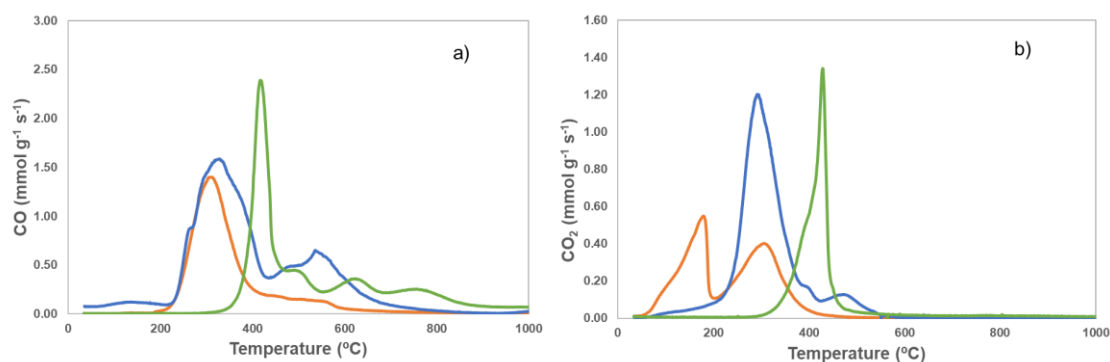 a)
CO (mmol g⁻¹ s⁻¹)
3.00
2.50
2.00
1.50
1.00
0.50
0.00
0 200 400 600 800 1000
Temperature (ºC)
b)
CO₂ (mmol g⁻¹ s⁻¹)
1.60
1.40
1.20
1.00
0.80
0.60
0.40
0.20
0.00
0 200 400 600 800 1000
Temperature (ºC)